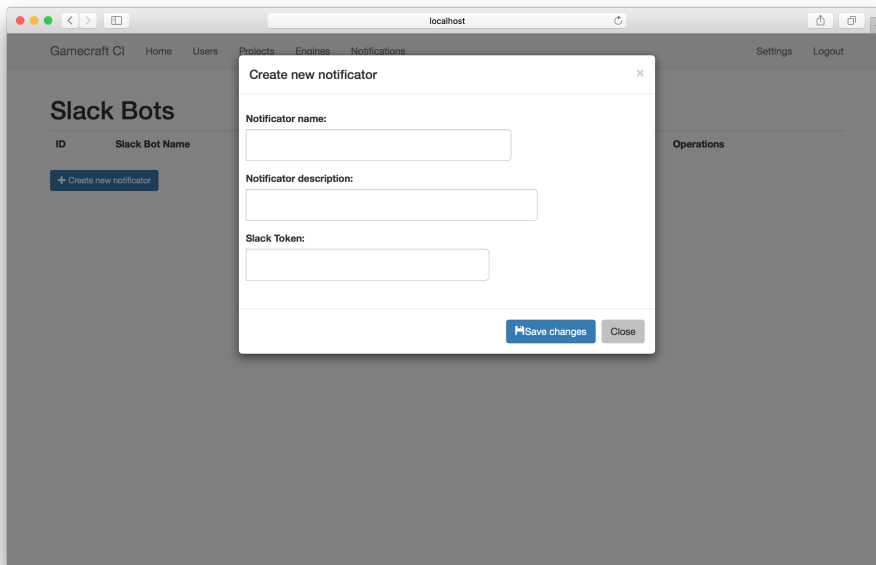 localhost
Gamecraft CI Home Users Projects Engines Notifications Settings Logout
Create new notificator ×
Slack Bots
ID Slack Bot Name Operations
Create new notificator
Notificator name:
Notificator description:
Slack Token:
Save changes Close